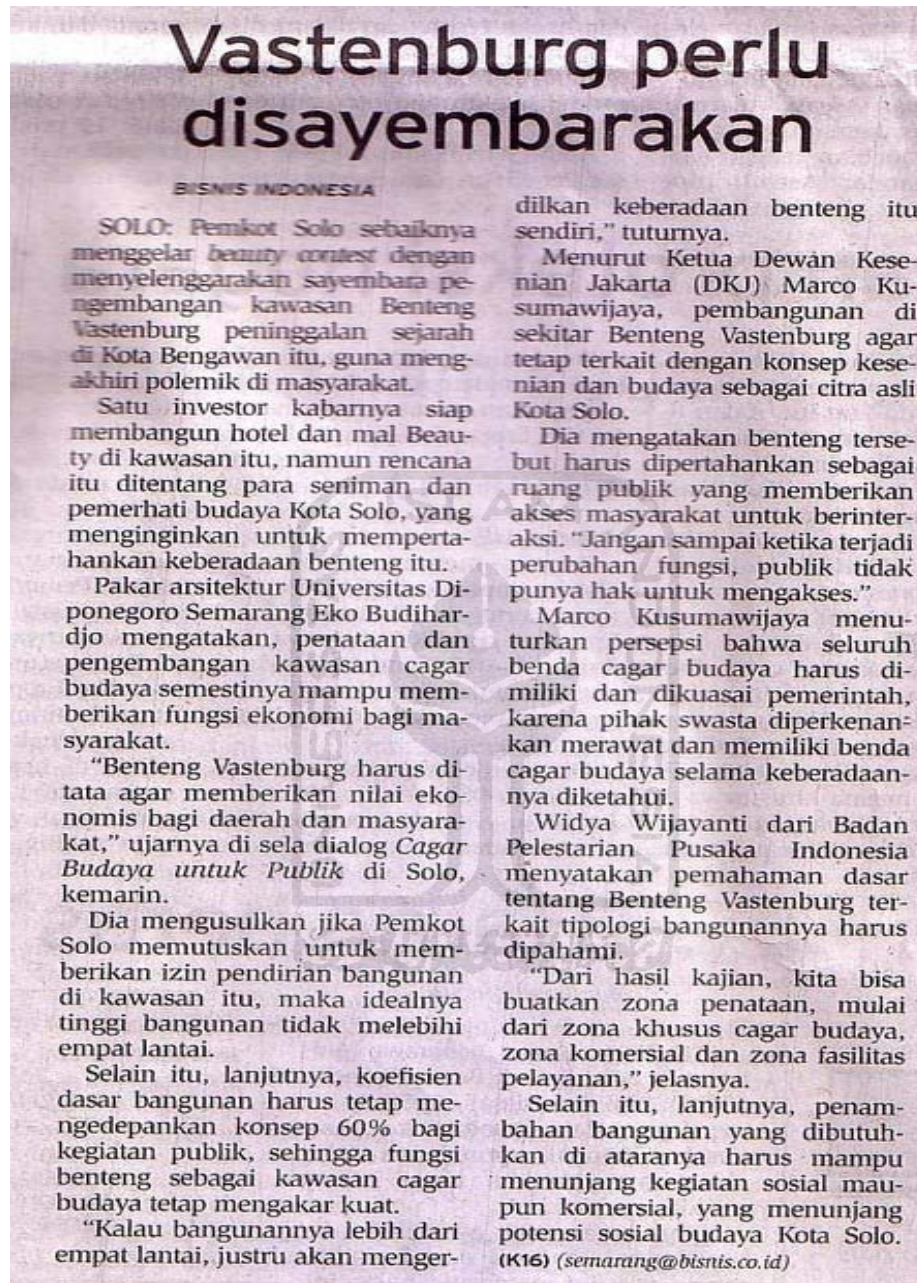 Vastenburg perlu
disayembarakan
BISNIS INDONESIA
SOLO: Pemkot Solo sebaiknya
menggelar beauty contest dengan
menyelenggarakan sayembara pe-
ngembangan kawasan Benteng
Vastenburg peninggalan sejarah
di Kota Bengawan itu, guna meng-
akhiri polemik di masyarakat.
Satu investor kabarnya siap
membangun hotel dan mal Beau-
ty di kawasan itu, namun rencana
itu ditentang para seniman dan
pemerhati budaya Kota Solo, yang
menginginkan untuk memperta-
hankan keberadaan benteng itu.
Pakar arsitektur Universitas Di-
ponegoro Semarang Eko Budihar-
djo mengatakan, penataan dan
pengembangan kawasan cagar
budaya semestinya mampu mem-
berikan fungsi ekonomi bagi ma-
syarakat.
"Benteng Vastenburg harus di-
tata agar memberikan nilai eko-
nomis bagi daerah dan masyara-
kat," ujarnya di sela dialog Cagar
Budaya untuk Publik di Solo,
kemarin.
Dia mengusulkan jika Pemkot
Solo memutuskan untuk mem-
berikan izin pendirian bangunan
di kawasan itu, maka idealnya
tinggi bangunan tidak melebihi
empat lantai.
Selain itu, lanjutnya, koefisien
dasar bangunan harus tetap me-
ngedepankan konsep 60% bagi
kegiatan publik, sehingga fungsi
benteng sebagai kawasan cagar
budaya tetap mengakar kuat.
"Kalau bangunannya lebih dari
empat lantai, justru akan menger-
dilkan keberadaan benteng itu
sendiri," tuturnya.
Menurut Ketua Dewan Kese-
nian Jakarta (DKJ) Marco Ku-
sumawijaya, pembangunan di
sekitar Benteng Vastenburg agar
tetap terkait dengan konsep kese-
nian dan budaya sebagai citra asli
Kota Solo.
Dia mengatakan benteng terse-
but harus dipertahankan sebagai
ruang publik yang memberikan
akses masyarakat untuk berinter-
aksi. "Jangan sampai ketika terjadi
perubahan fungsi, publik tidak
punya hak untuk mengakses."
Marco Kusumawijaya menu-
turkan persepsi bahwa seluruh
benda cagar budaya harus di-
miliki dan dikuasai pemerintah,
karena pihak swasta diperkenan-
kan merawat dan memiliki benda
cagar budaya selama keberadaan-
nya diketahui.
Widya Wijayanti dari Badan
Pelestarian Pusaka Indonesia
menyatakan pemahaman dasar
tentang Benteng Vastenburg ter-
kait tipologi bangunannya harus
dipahami.
"Dari hasil kajian, kita bisa
buatkan zona penataan, mulai
dari zona khusus cagar budaya,
zona komersial dan zona fasilitas
pelayanan," jelasnya.
Selain itu, lanjutnya, penam-
bahan bangunan yang dibutuh-
kan di ataranya harus mampu
menunjang kegiatan sosial mau-
pun komersial, yang menunjang
potensi sosial budaya Kota Solo.
(K16) (semarang@bisnis.co.id)